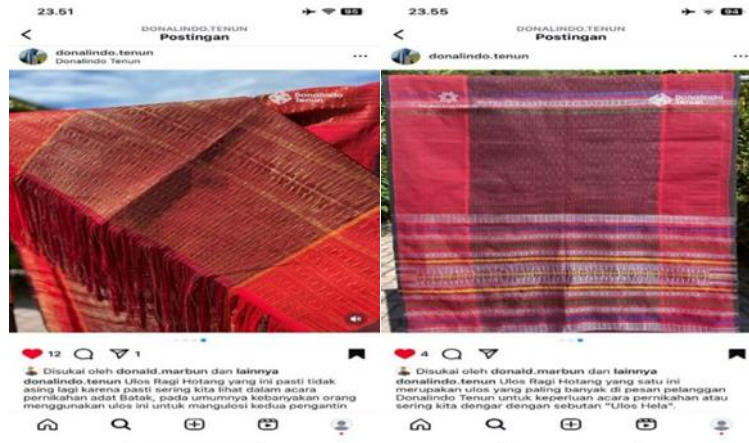 23.51
95
DONALINDO.TENUN
Postingan
donalindo.tenun
Donalindo Tenun
Donalindo
Tenun
12
1
Disukai oleh donald.marbun dan lainnya
donalindo.tenun Ulos Ragi Hotang yang ini pasti tidak
asing lagi karena pasti sering kita lihat dalam acara
pernikahan adat Batak, pada umumnya kebanyakan orang
menggunakan ulos ini untuk mangulosi kedua pengantin
23.55
94
DONALINDO.TENUN
Postingan
donalindo.tenun
Donalindo
Tenun
4
Disukai oleh donald.marbun dan lainnya
donalindo.tenun Ulos Ragi Hotang yang satu ini
merupakan ulos yang paling banyak di pesan pelanggan
Donalindo Tenun untuk keperluan acara pernikahan atau
sering kita dengar dengan sebutan "Ulos Hela".